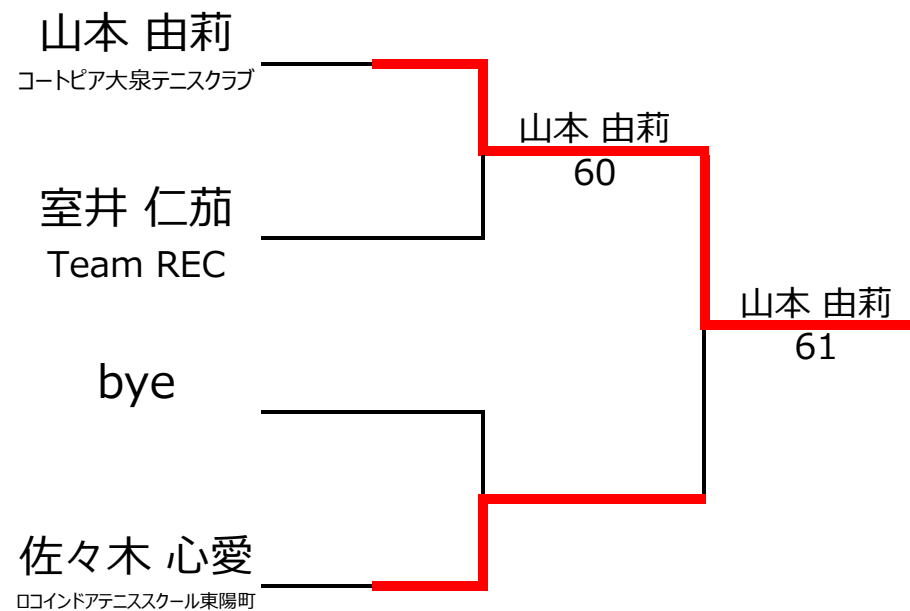 山本 由莉
コートピア大泉テニスクラブ
山本 由莉
60
室井 仁茄
Team REC
山本 由莉
61
bye
佐々木 心愛
ロコインドアテニススクール東陽町